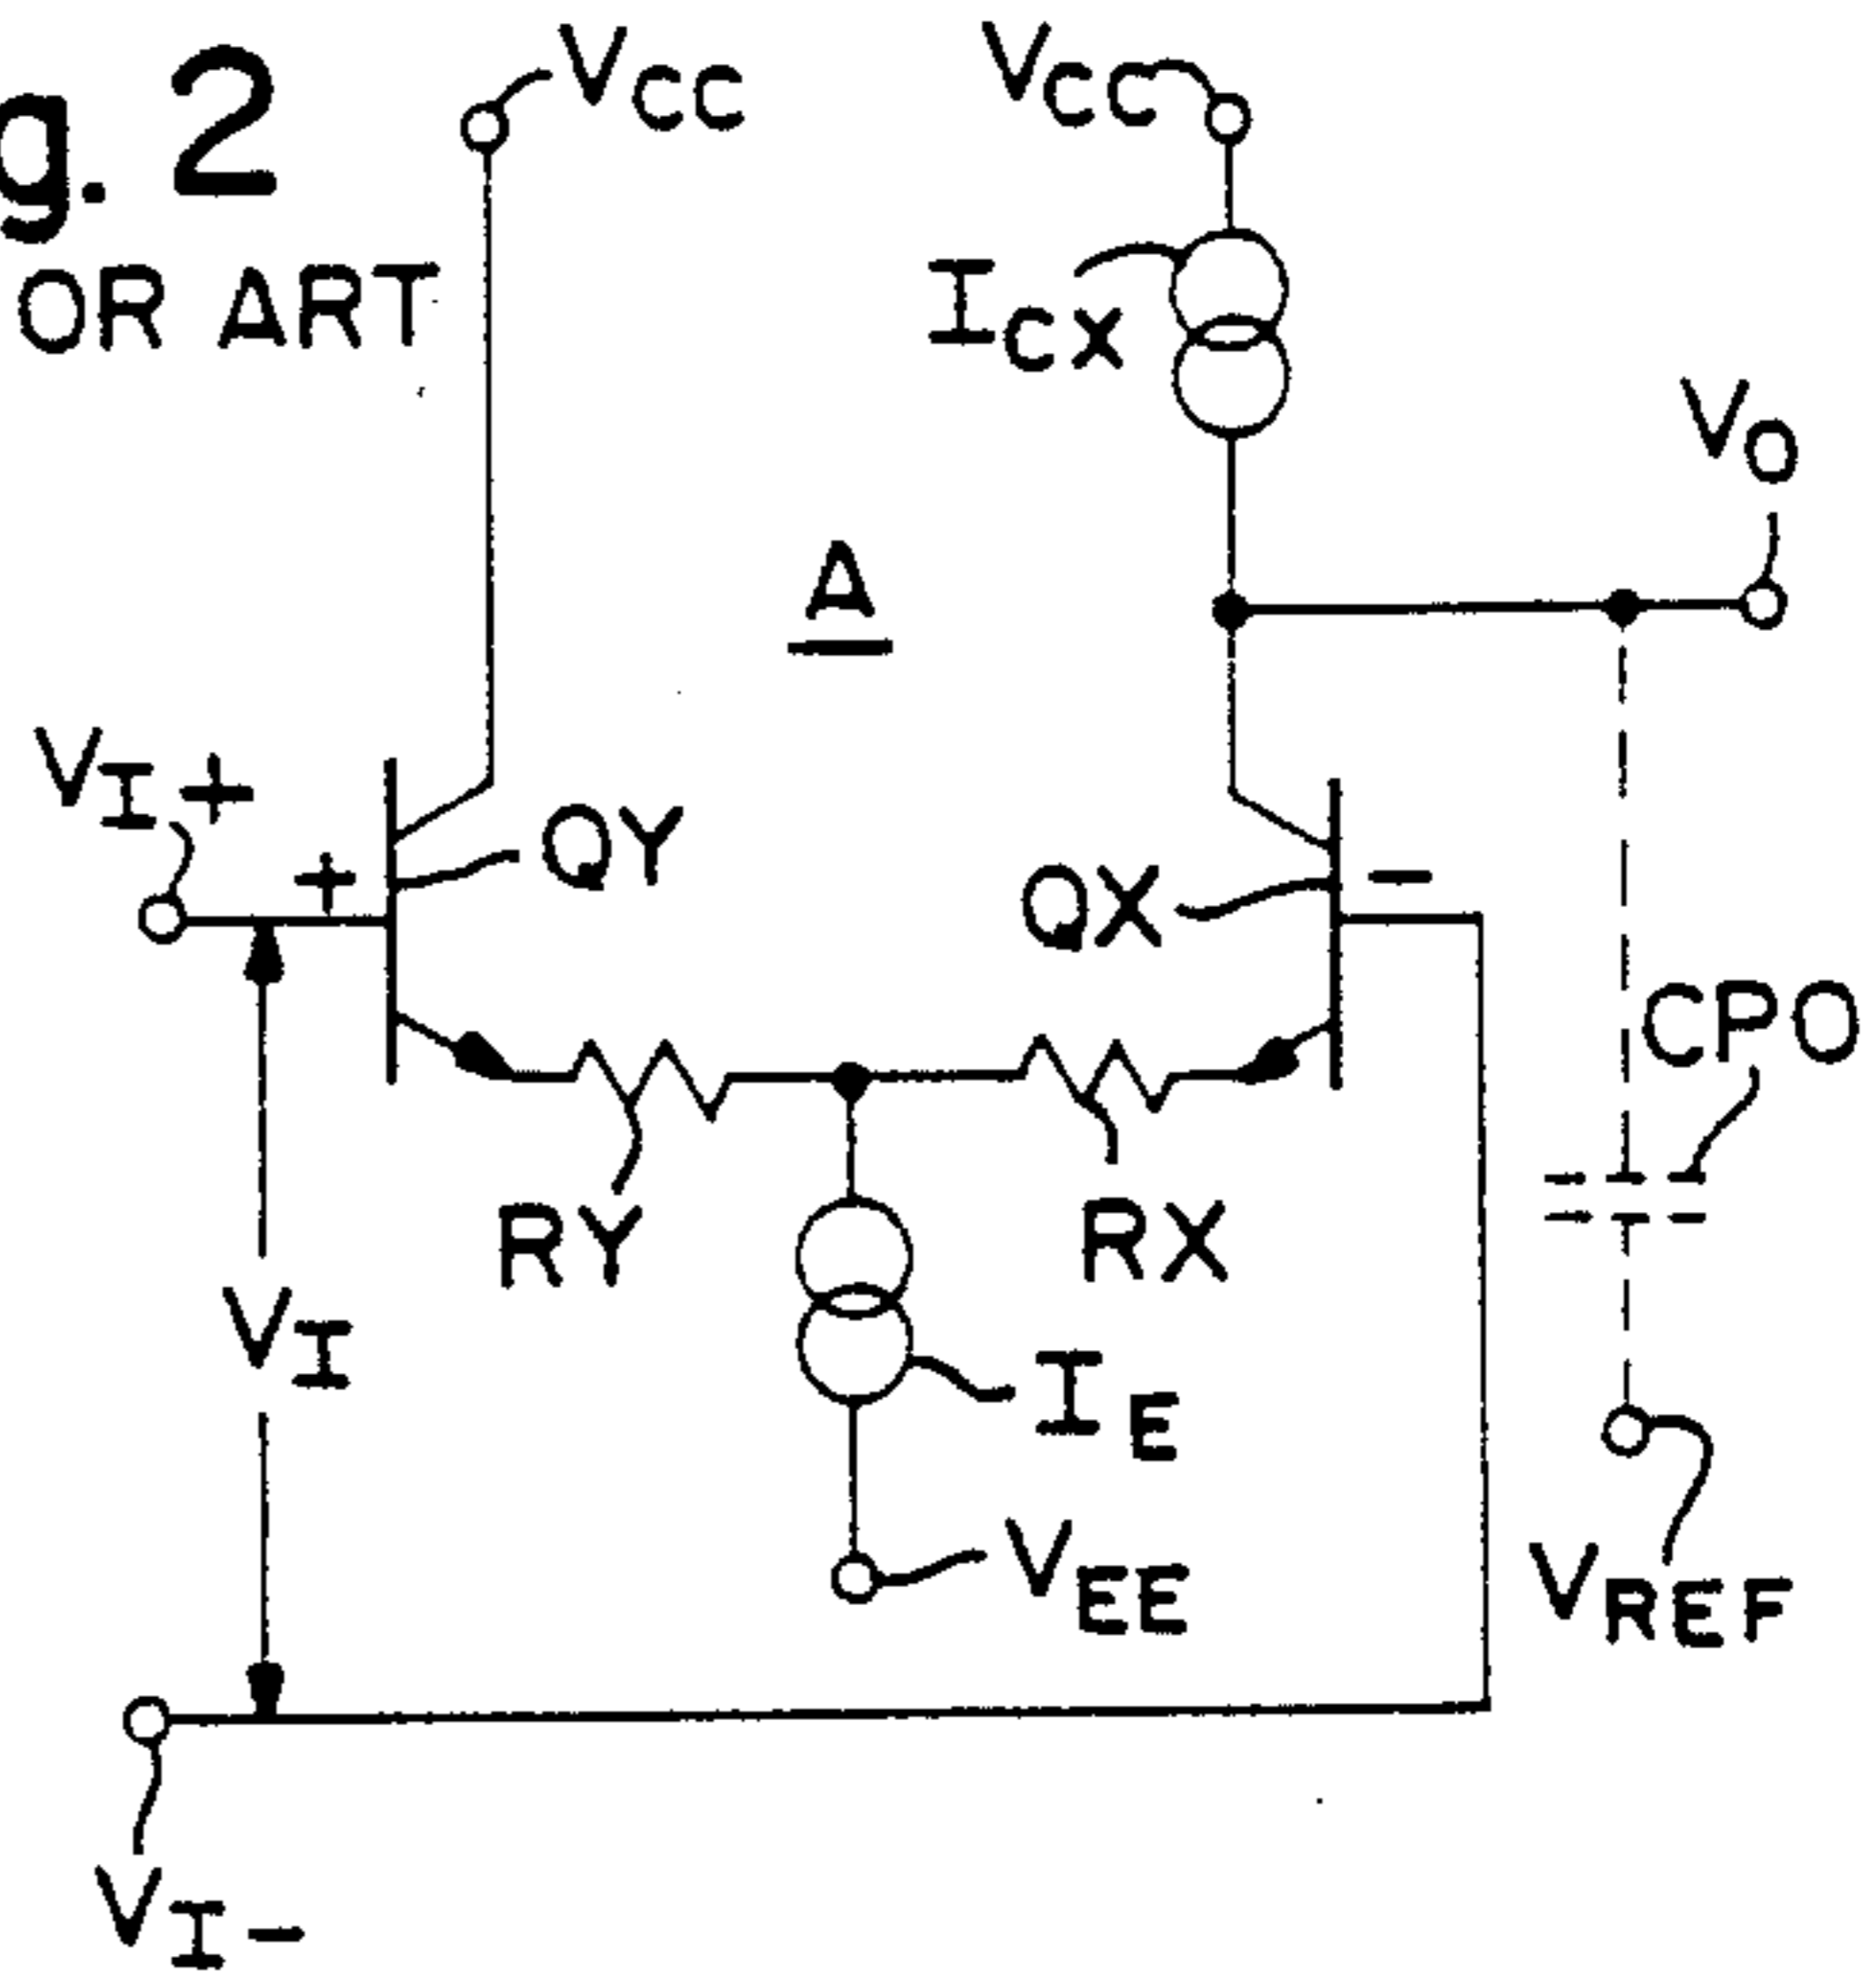 g. 2
OR ART
VCC
VCC
ICX
VO
A
VI+
+
QY
QX
-
CPO
RY
RX
VI
IE
VEE
VREF
VI-